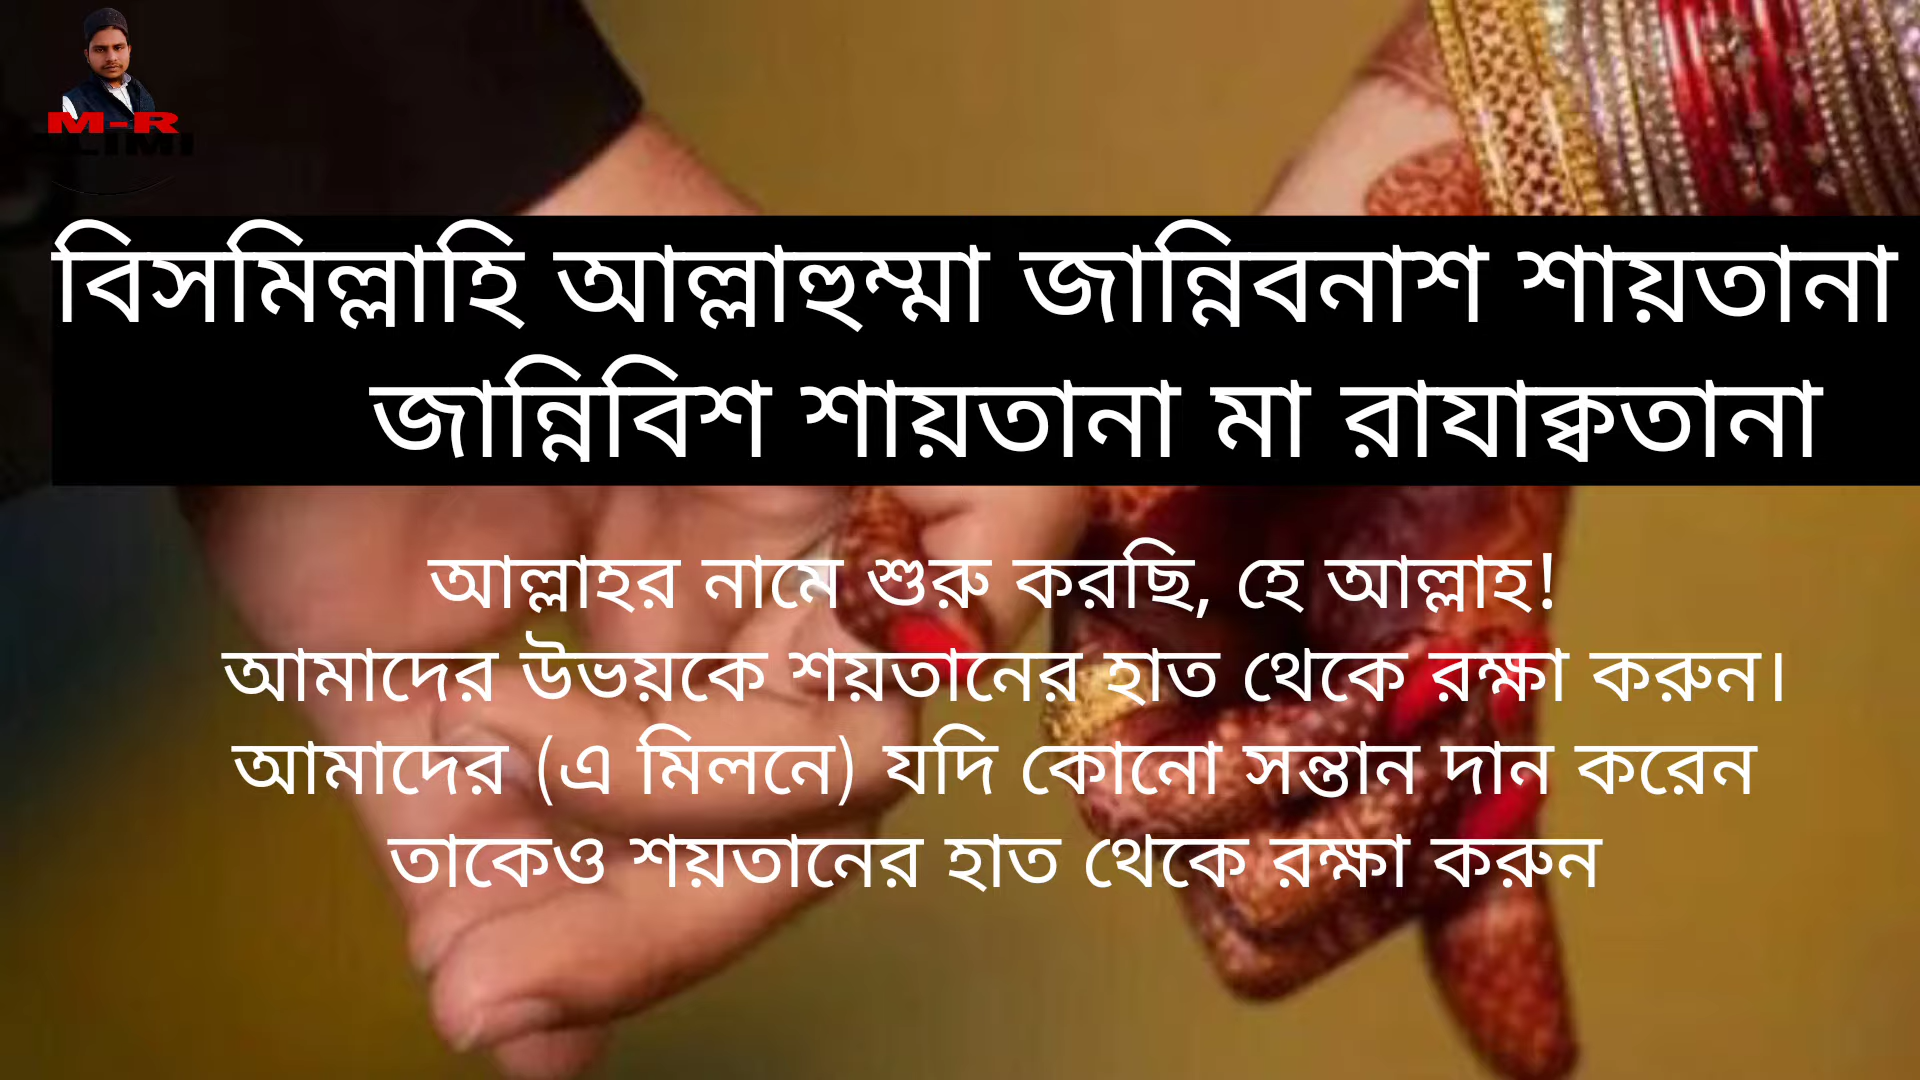 M-R
বিসমিল্লাহি আল্লাহুম্মা জান্নিবনাশ শায়তানা
জান্নিবিশ শায়তানা মা রাযাক্বতানা
আল্লাহর নামে শুরু করছি, হে আল্লাহ!
আমাদের উভয়কে শয়তানের হাত থেকে রক্ষা করুন।
আমাদের (এ মিলনে) যদি কোনো সন্তান দান করেন
তাকেও শয়তানের হাত থেকে রক্ষা করুন